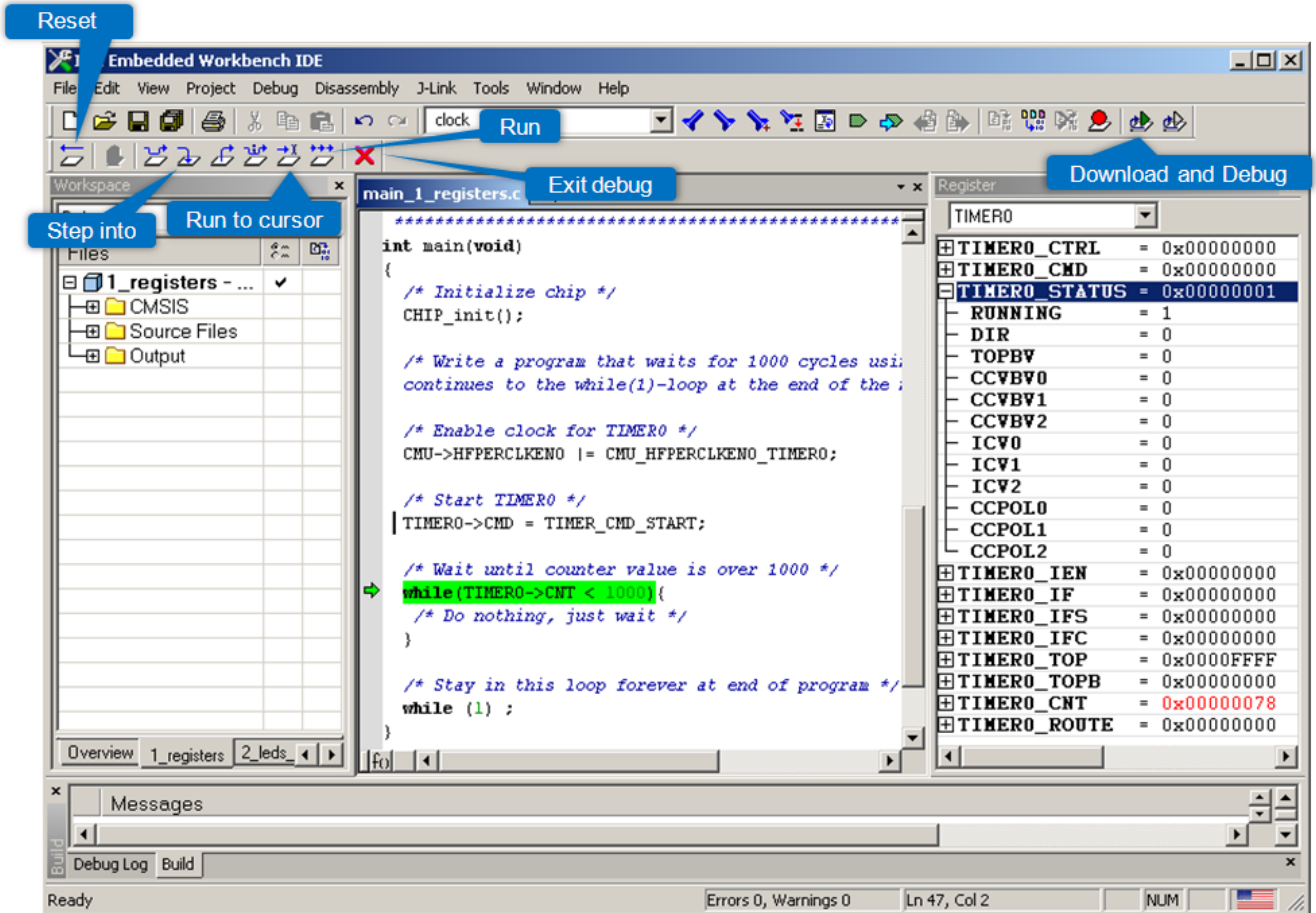 Reset
Embedded Workbench IDE
File Edit View Project Debug Disassembly J-Link Tools Window Help
clock
Run
Download and Debug
Exit debug
Step into
Run to cursor
Workspace
Files
1_registers - ...
CMSIS
Source Files
Output
Overview 1_registers 2_leds_
main_1_registers.c
*****************************************************
int main(void)
{
/* Initialize chip */
CHIP_init();
/* Write a program that waits for 1000 cycles
continues to the while(1)-loop at the end of the
/* Enable clock for TIMER0 */
CMU->HFPERCLKEN0 |= CMU_HFPERCLKEN0_TIMER0;
/* Start TIMER0 */
TIMER0->CMD = TIMER_CMD_START;
/* Wait until counter value is over 1000 */
while(TIMER0->CNT < 1000){
/* Do nothing, just wait */
}
/* Stay in this loop forever at end of program */
while (1) ;
}
Register
TIMER0
TIMER0_CTRL = 0x00000000
TIMER0_CMD = 0x00000000
TIMER0_STATUS = 0x00000001
RUNNING = 1
DIR = 0
TOPBV = 0
CCVBV0 = 0
CCVBV1 = 0
CCVBV2 = 0
ICV0 = 0
ICV1 = 0
ICV2 = 0
CCPOL0 = 0
CCPOL1 = 0
CCPOL2 = 0
TIMER0_IEN = 0x00000000
TIMER0_IF = 0x00000000
TIMER0_IFS = 0x00000000
TIMER0_IFC = 0x00000000
TIMER0_TOP = 0x0000FFFF
TIMER0_TOPB = 0x00000000
TIMER0_CNT = 0x00000078
TIMER0_ROUTE = 0x00000000
Messages
Build
Debug Log Build
Ready
Errors 0, Warnings 0
Ln 47, Col 2
NUM